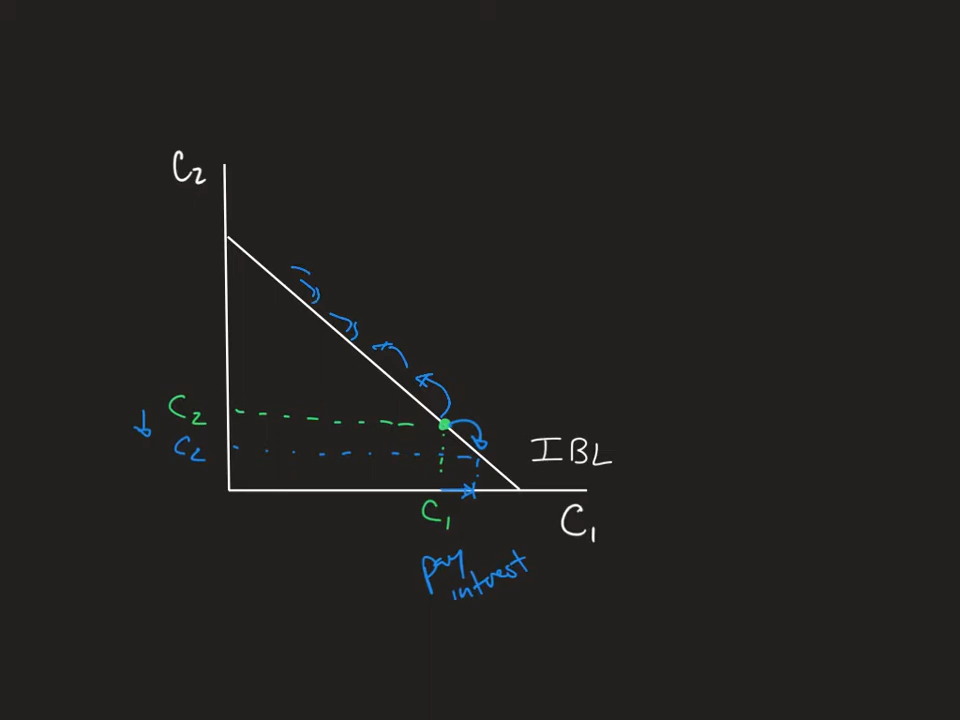 C₂
C₂
C₂
IBL
C₁
C₁
pay
interest